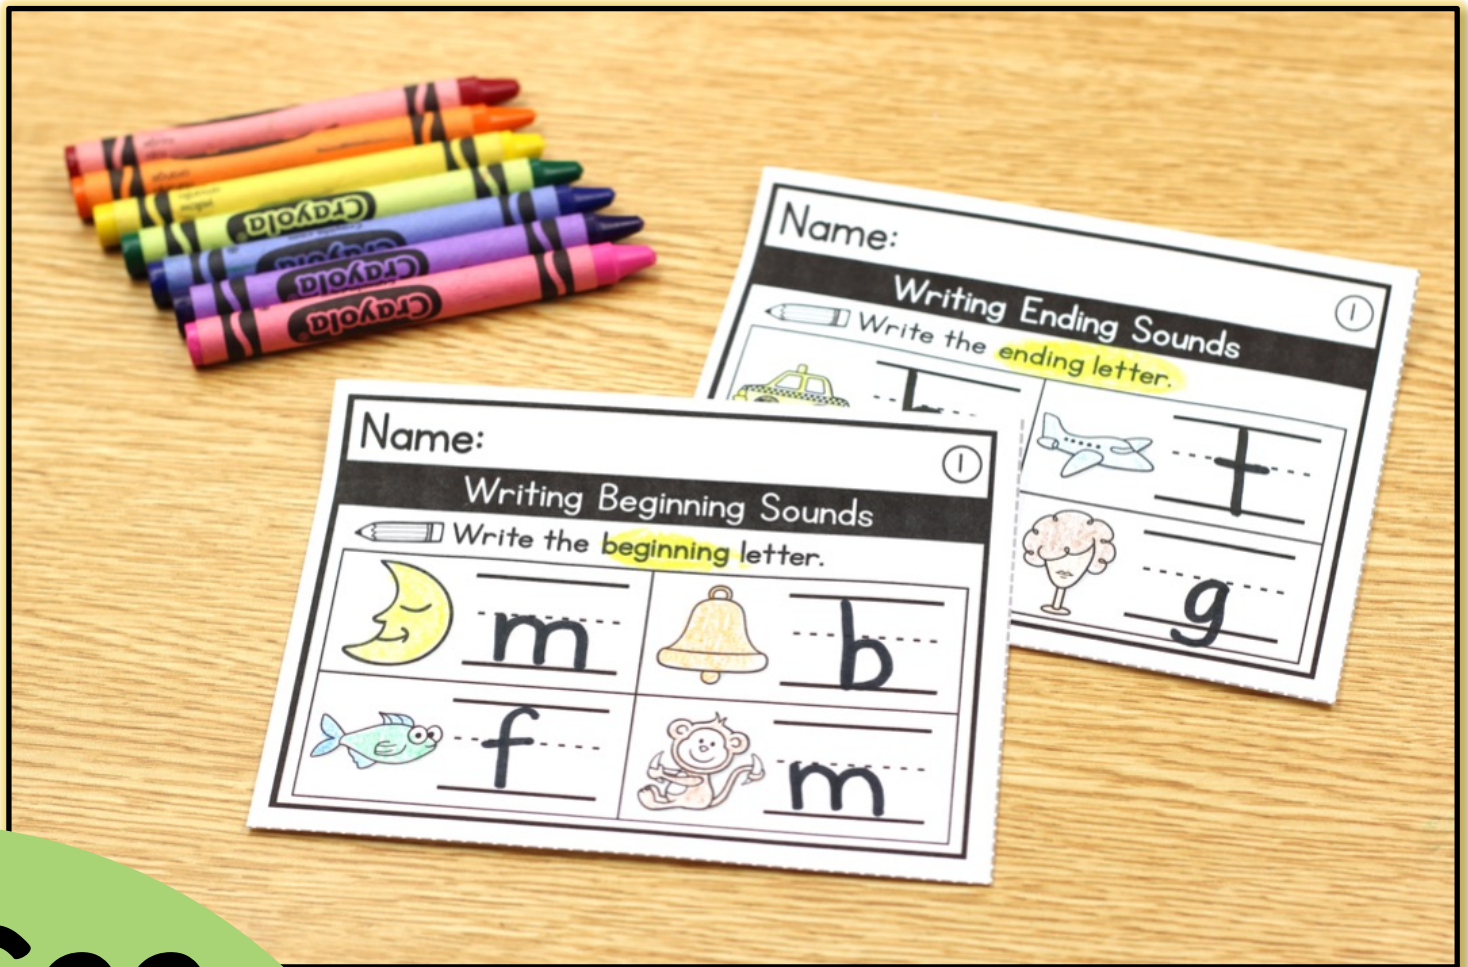 Crayola
Crayola
Crayola
Crayola
Name:
1
Writing Ending Sounds
Write the ending letter.
t
g
Name:
1
Writing Beginning Sounds
Write the beginning letter.
m b
f m